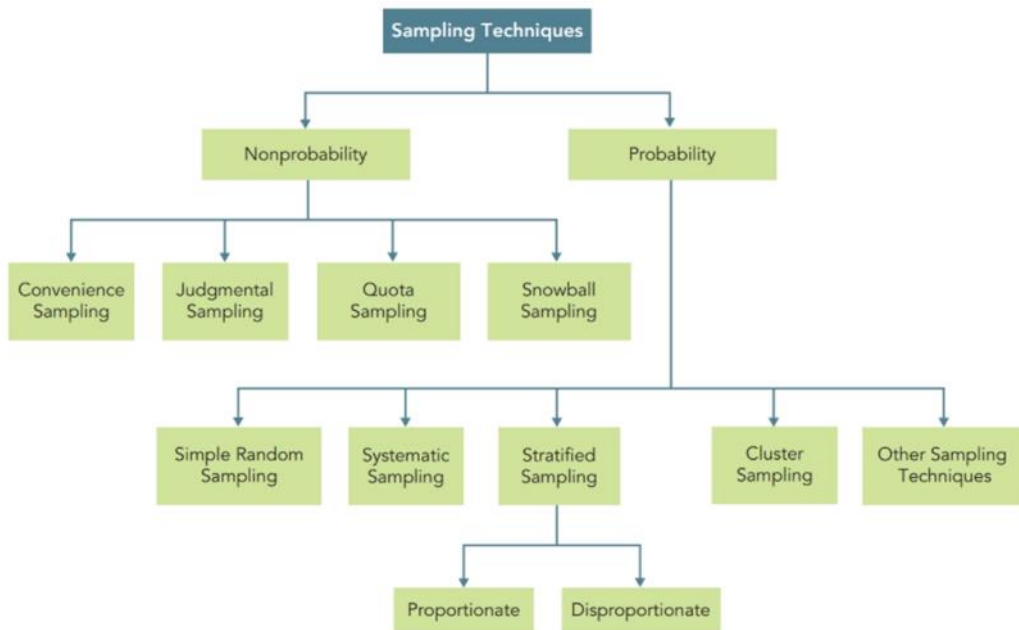 Sampling Techniques
Nonprobability
Probability
Convenience
Sampling
Judgmental
Sampling
Quota
Sampling
Snowball
Sampling
Simple Random
Sampling
Systematic
Sampling
Stratified
Sampling
Cluster
Sampling
Other Sampling
Techniques
Proportionate
Disproportionate